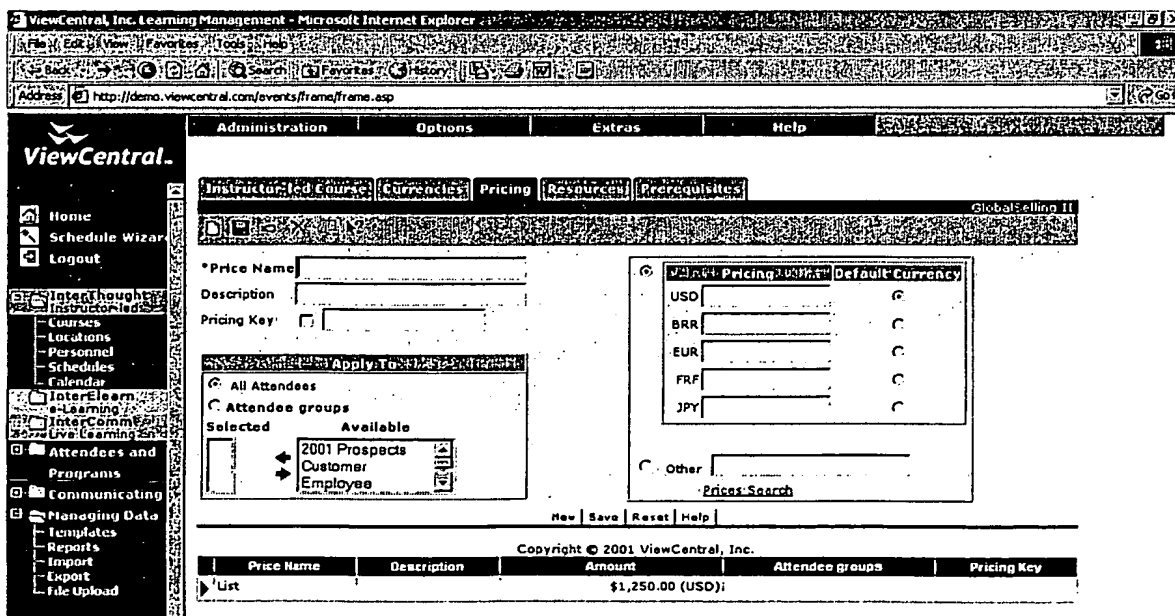 ViewCentral, Inc. Learning Management - Microsoft Internet Explorer
File Edit View Favorites Tools Help
Back Search Favorites History
Address http://demo.viewcentral.com/events/frame/frame.asp Go
Administration Options Extras Help
ViewCentral
Instructor-led Course Currencies Pricing Resources Prerequisites
GlobalSelling II
Home
Schedule Wizar
Logout
InterThought
Instructor-led
Courses
Locations
Personnel
Schedules
Calendar
InterElearn
e-Learning
InterComm
Live Learning
Attendees and
Programs
Communicating
Managing Data
Templates
Reports
Import
Export
File Upload
*Price Name
Description
Pricing Key
Apply To
All Attendees
Attendee groups
Selected Available
2001 Prospects
Customer
Employee
Pricing Default Currency
USD
BRR
EUR
FRF
JPY
Other
Prices Search
New | Save | Reset | Help |
Copyright © 2001 ViewCentral, Inc.
Price Name Description Amount Attendee groups Pricing Key
List $1,250.00 (USD);